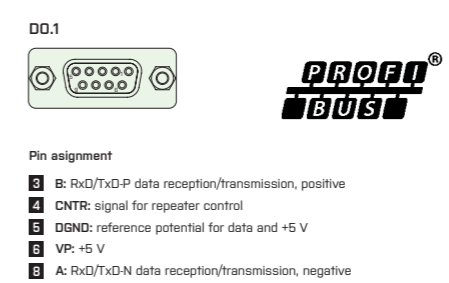 DO.1
PROFI®
BUS
Pin asignment
3 B: RxD/TxD-P data reception/transmission, positive
4 CNTR: signal for repeater control
5 DGND: reference potential for data and +5 V
6 VP: +5 V
8 A: RxD/TxD-N data reception/transmission, negative